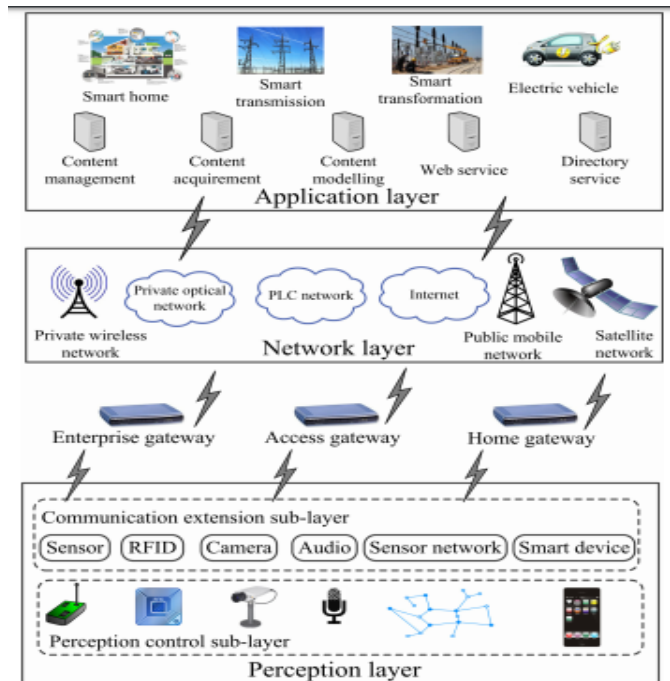 Smart home
Smart
transmission
Smart
transformation
Electric vehicle
Content
management
Content
acquirement
Content
modelling
Web service
Directory
service
Application layer
Private wireless
network
Private optical
network
PLC network
Internet
Public mobile
network
Satellite
network
Network layer
Enterprise gateway
Access gateway
Home gateway
Communication extension sub-layer
Sensor
RFID
Camera
Audio
Sensor network
Smart device
Perception control sub-layer
Perception layer